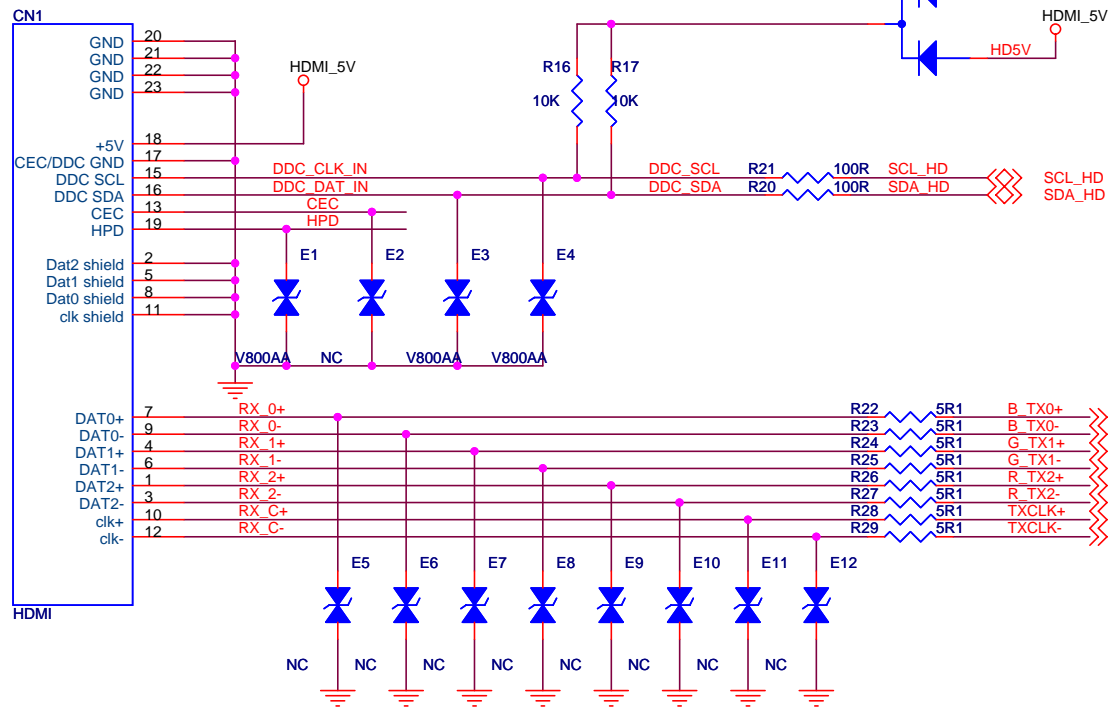 CN1
HDMI_5V
GND 20
GND 21
GND 22
GND 23
HD5V
HDMI_5V
R16 R17
10K 10K
+5V 18
CEC/DDC GND 17
DDC SCL 15 DDC_CLK_IN DDC_SCL R21 100R SCL_HD SCL_HD
DDC SDA 16 DDC_DAT_IN DDC_SDA R20 100R SDA_HD SDA_HD
CEC 13 CEC
HPD 19 HPD
E1 E2 E3 E4
Dat2 shield 2
Dat1 shield 5
Dat0 shield 8
clk shield 11
V800AA NC V800AA V800AA
DAT0+ 7 RX_0+ R22 5R1 B_TX0+
DAT0- 9 RX_0- R23 5R1 B_TX0-
DAT1+ 4 RX_1+ R24 5R1 G_TX1+
DAT1- 6 RX_1- R25 5R1 G_TX1-
DAT2+ 1 RX_2+ R26 5R1 R_TX2+
DAT2- 3 RX_2- R27 5R1 R_TX2-
clk+ 10 RX_C+ R28 5R1 TXCLK+
clk- 12 RX_C- R29 5R1 TXCLK-
E5 E6 E7 E8 E9 E10 E11 E12
HDMI
NC NC NC NC NC NC NC NC